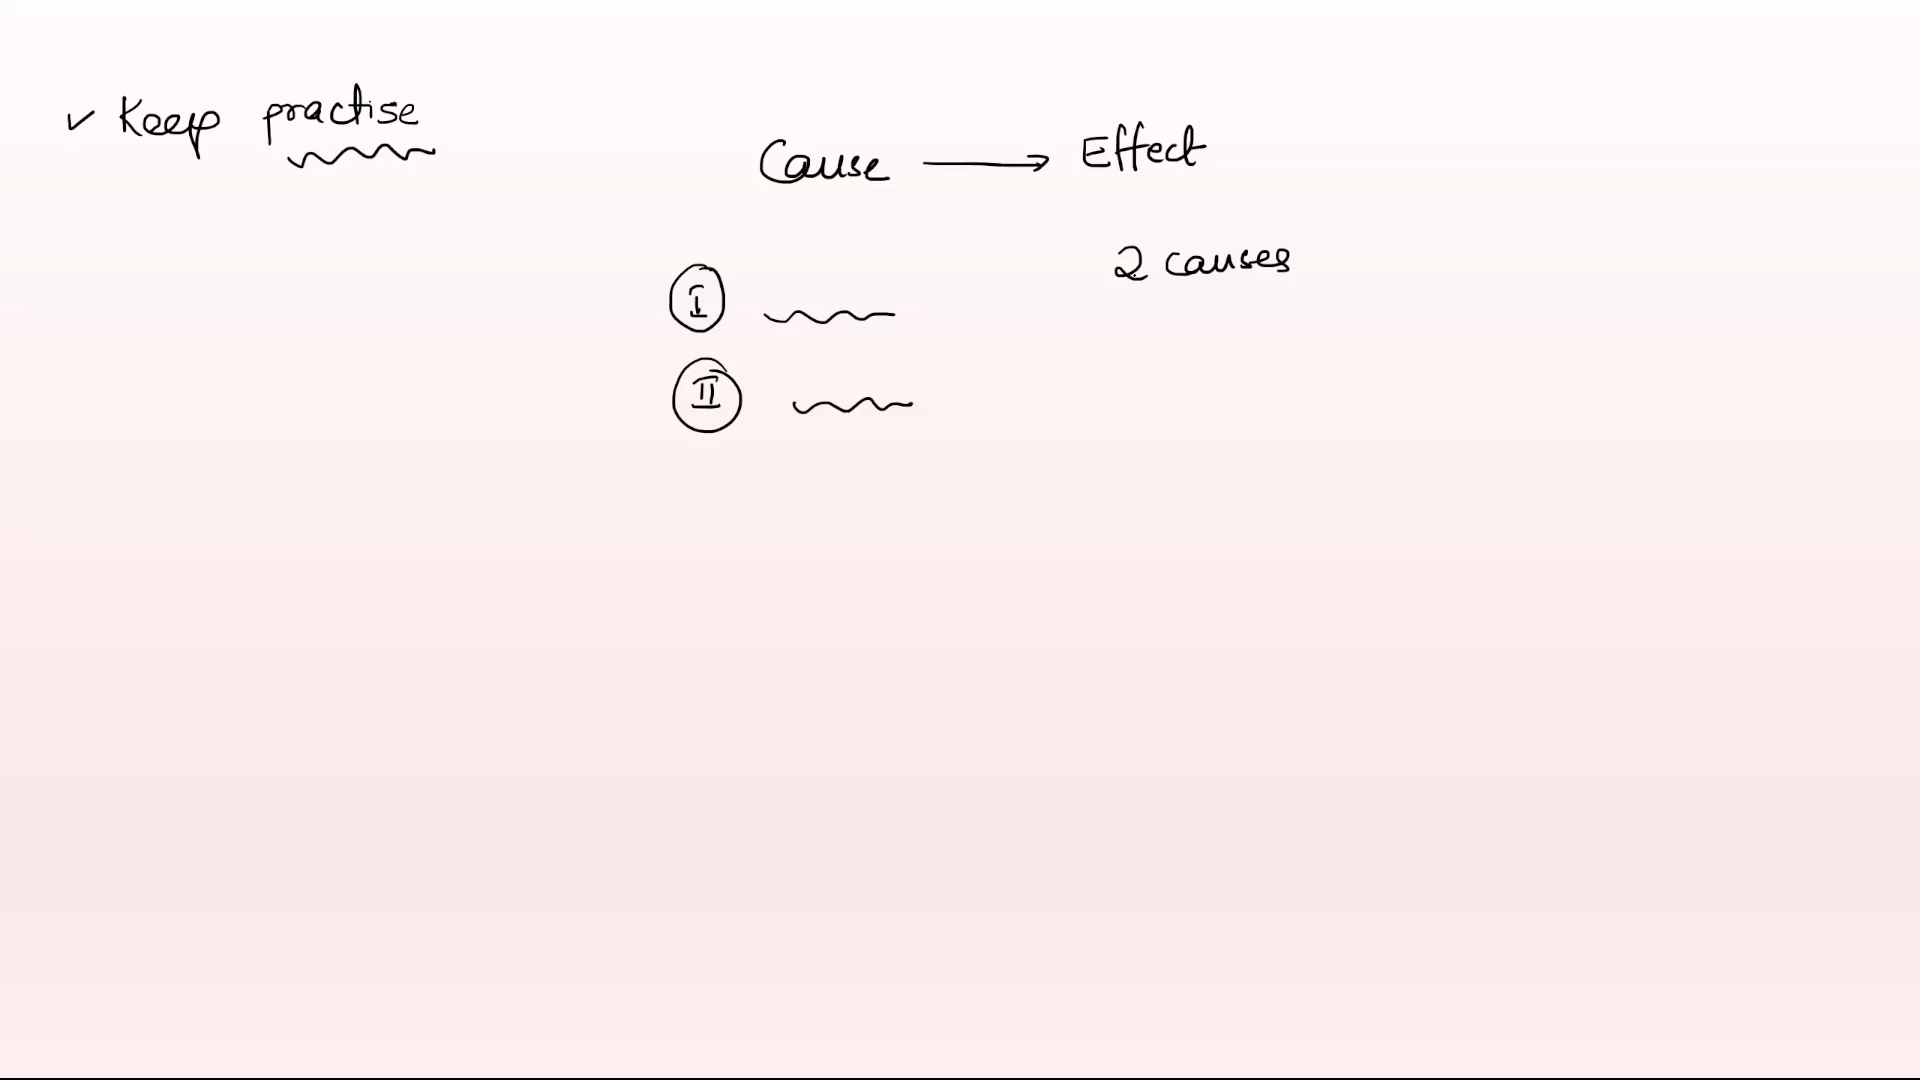 ✓ Keep practise
Cause → Effect
2 causes
I
II